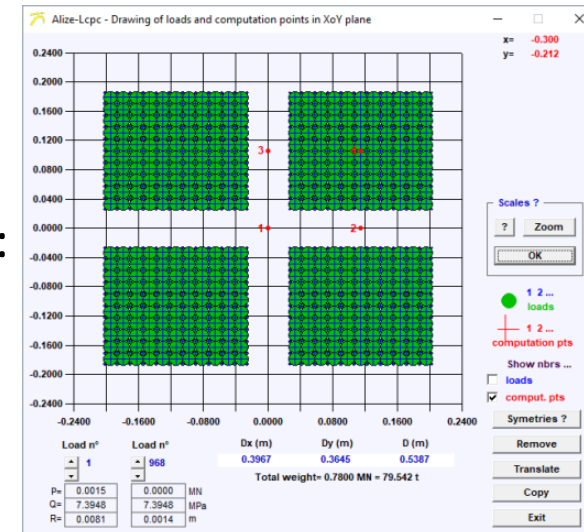 Alize-Lcpc - Drawing of loads and computation points in XoY plane
x= -0.300
y= -0.212
0.2400
0.2000
0.1600
0.1200
0.0800
0.0400
0.0000
-0.0400
-0.0800
-0.1200
-0.1600
-0.2000
-0.2400
3
1
2
-0.2400 -0.1600 -0.0800 0.0000 0.0800 0.1600 0.2400
Scales ?
? Zoom
OK
1 2 ...
loads
1 2 ...
computation pts
Show nbrs ...
loads
comput. pts
Symetries ?
Remove
Translate
Copy
Exit
Load n° Load n° Dx (m) Dy (m) D (m)
1 968 0.3967 0.3645 0.5387
Total weight= 0.7800 MN = 79.542 t
P= 0.0015 0.0000 MN
Q= 7.3948 7.3948 MPa
R= 0.0081 0.0014 m